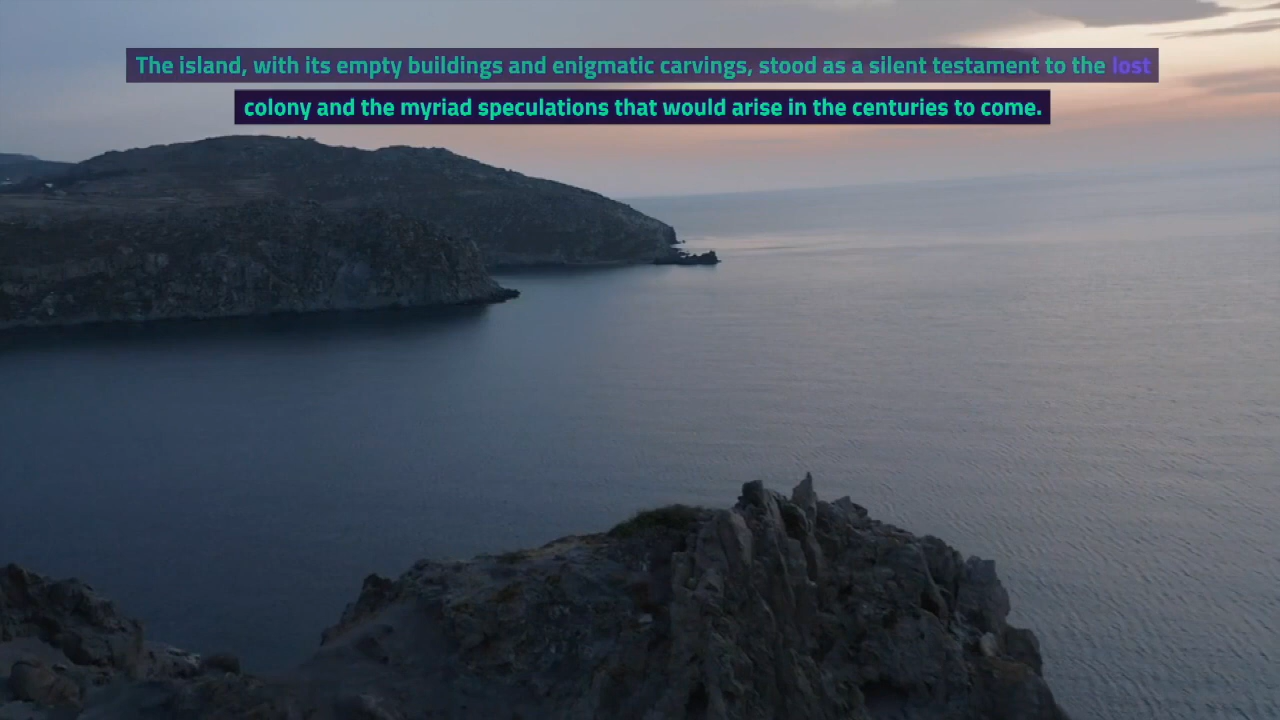 The island, with its empty buildings and enigmatic carvings, stood as a silent testament to the lost
colony and the myriad speculations that would arise in the centuries to come.